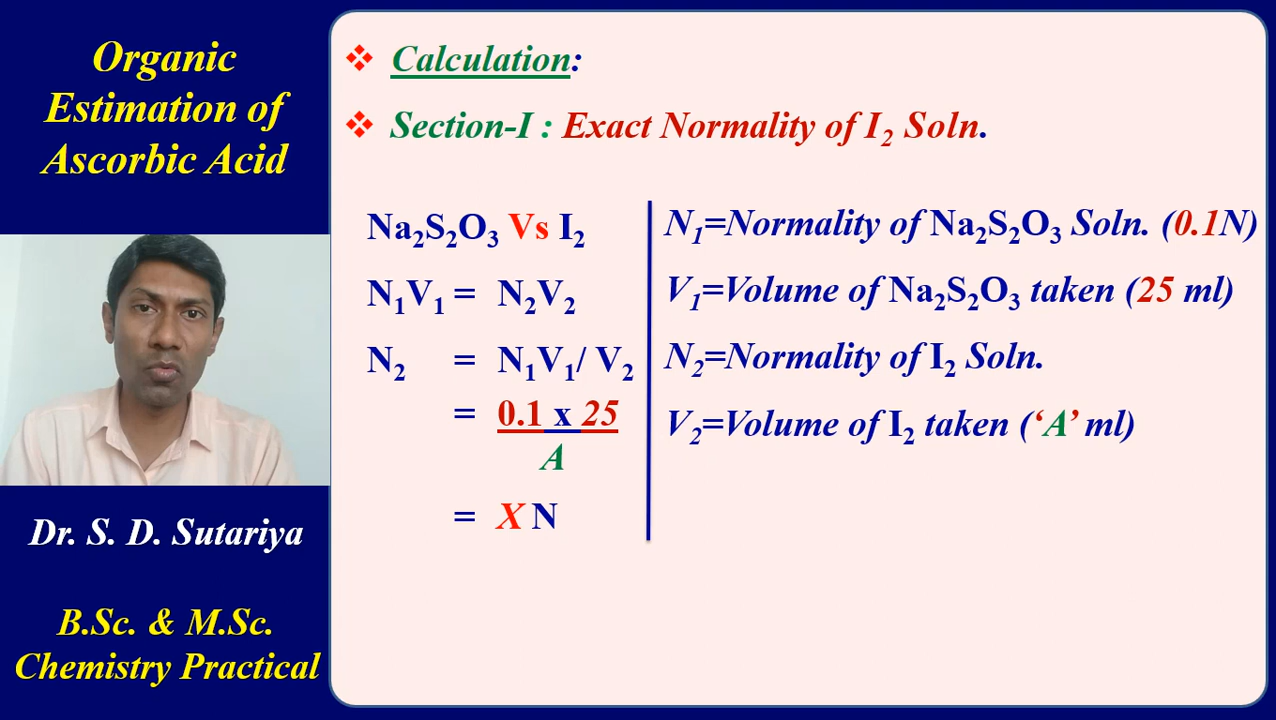 Organic
Estimation of
Ascorbic Acid
Dr. S. D. Sutariya
B.Sc. & M.Sc.
Chemistry Practical
❖ Calculation:
❖ Section-I : Exact Normality of I₂ Soln.
Na₂S₂O₃ Vs I₂
N₁V₁ = N₂V₂
N₂ = N₁V₁/ V₂
= 0.1 x 25
A
= X N
N₁=Normality of Na₂S₂O₃ Soln. (0.1N)
V₁=Volume of Na₂S₂O₃ taken (25 ml)
N₂=Normality of I₂ Soln.
V₂=Volume of I₂ taken (‘A’ ml)